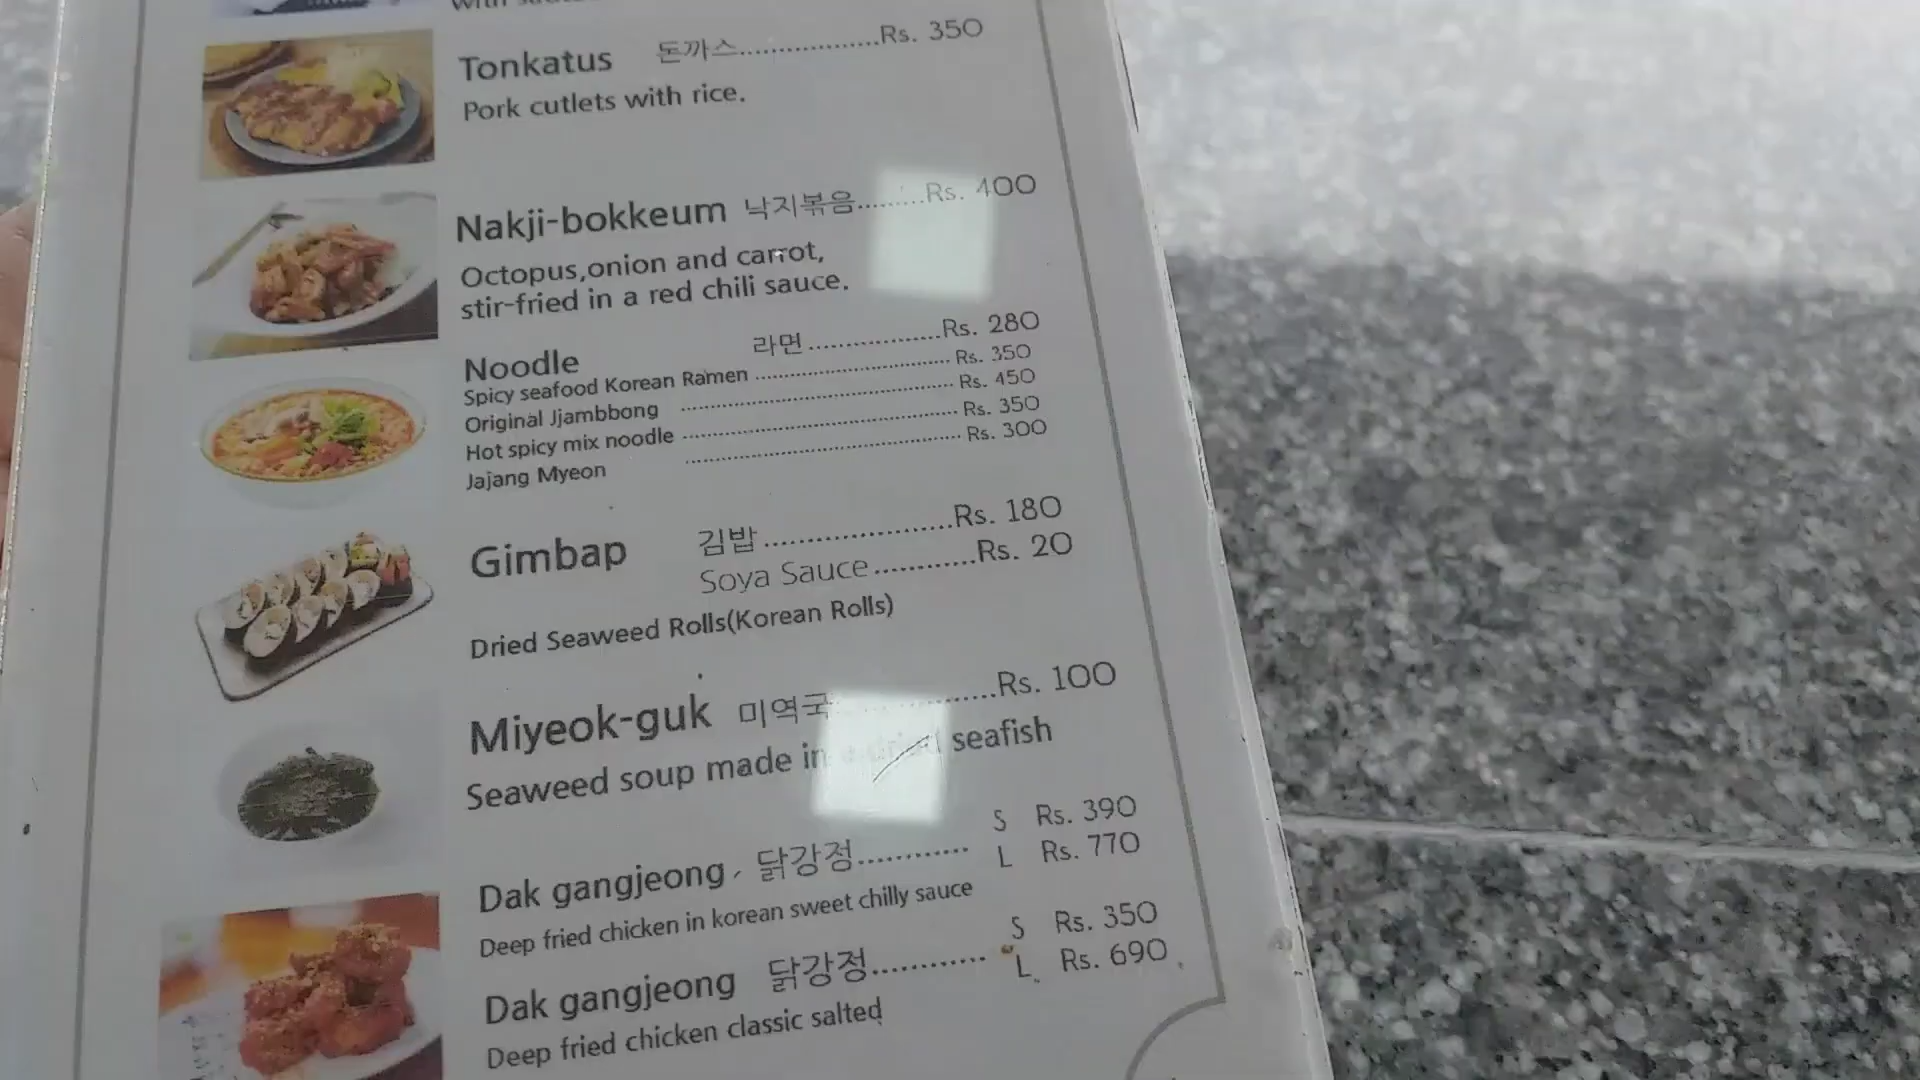 Tonkatus 돈까스..................Rs. 350
Pork cutlets with rice.
Nakji-bokkeum 낙지볶음.........Rs. 400
Octopus,onion and carrot,
stir-fried in a red chili sauce.
Noodle 라면..................Rs. 280
Spicy seafood Korean Ramen .................. Rs. 350
Original Jjambbong .................. Rs. 450
Hot spicy mix noodle .................. Rs. 350
Jajang Myeon .................. Rs. 300
Gimbap 김밥.....................Rs. 180
Soya Sauce............Rs. 20
Dried Seaweed Rolls(Korean Rolls)
Miyeok-guk 미역국 ......Rs. 100
Seaweed soup made in dried seafish
Dak gangjeong 닭강정............ S Rs. 390
L Rs. 770
Deep fried chicken in korean sweet chilly sauce
Dak gangjeong 닭강정............ S Rs. 350
L Rs. 690
Deep fried chicken classic salted